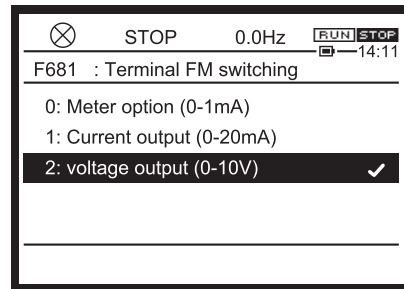 STOP 0.0Hz RUN STOP
14:11
F681 : Terminal FM switching
0: Meter option (0-1mA)
1: Current output (0-20mA)
2: voltage output (0-10V)